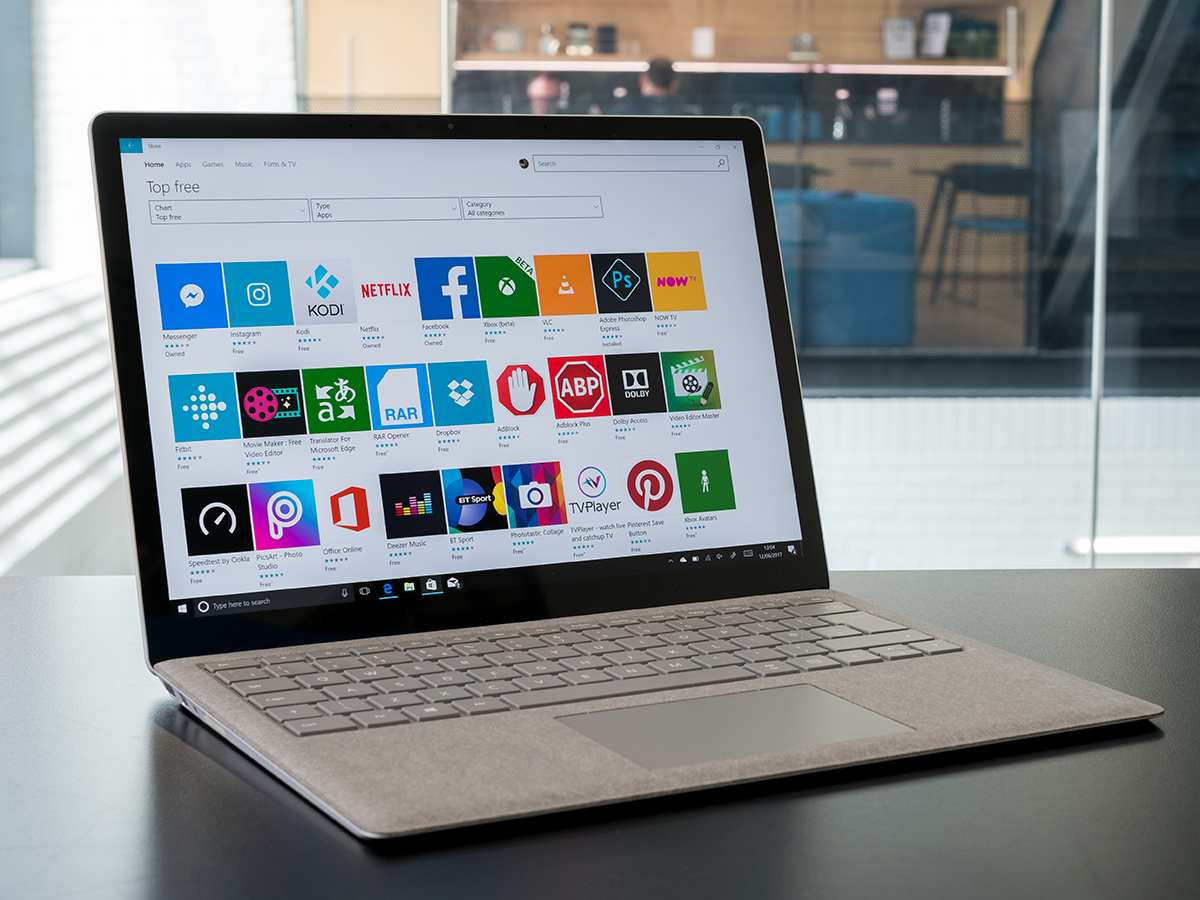 Store
Home Apps Games Music Films & TV
Search
Top free
Chart
Top free
Type
Apps
Category
All categories
KODI
NETFLIX
BETA
Ps
NOW TV
Messenger
Owned
Instagram
Free
Kodi
Free
Netflix
Owned
Facebook
Owned
Xbox (beta)
Free
VLC
Free
Adobe Photoshop
Express
Installed
NOW TV
Free
あ
a
RAR
ABP
DOLBY
Fitbit
Free
Movie Maker : Free
Video Editor
Free
Translator For
Microsoft Edge
Free
RAR Opener
Free
Dropbox
Free
AdBlock
Free
Adblock Plus
Free
Dolby Access
Free
Video Editor Master
Free
BT Sport
TVPlayer
Speedtest by Ookla
Free
PicsArt - Photo
Studio
Free
Office Online
Free
Deezer Music
Free
BT Sport
Free
Phototastic Collage
Free
TVPlayer - watch live
and catchup TV
Free
Pinterest Save
Button
Free
Xbox Avatars
Free
Type here to search
13:04
12/08/2017